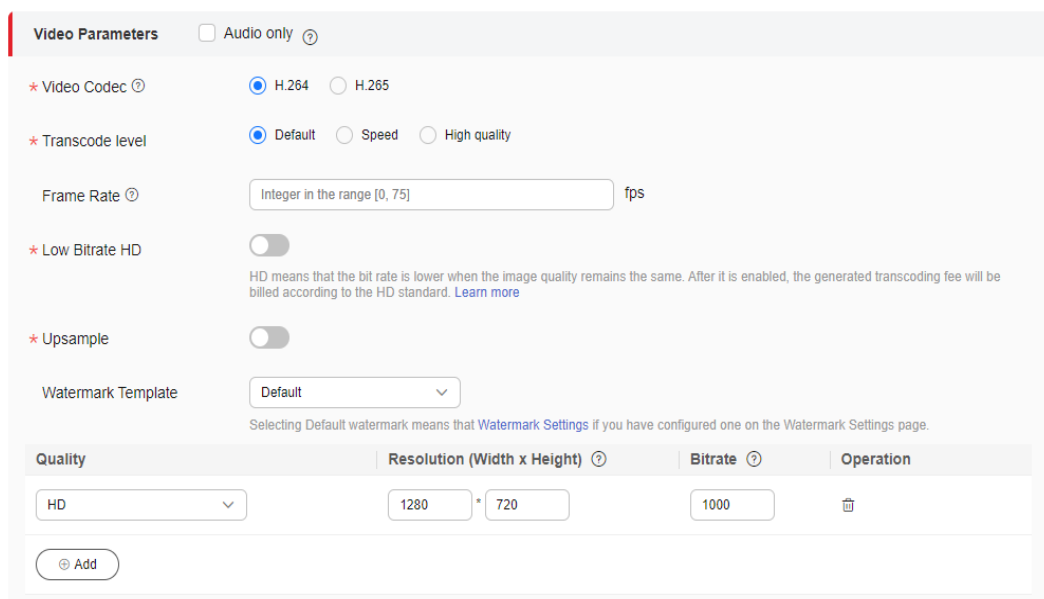 Video Parameters Audio only ?
* Video Codec ? H.264 H.265
* Transcode level Default Speed High quality
Frame Rate ? Integer in the range [0, 75] fps
* Low Bitrate HD
HD means that the bit rate is lower when the image quality remains the same. After it is enabled, the generated transcoding fee will be
billed according to the HD standard. Learn more
* Upsample
Watermark Template Default
Selecting Default watermark means that Watermark Settings if you have configured one on the Watermark Settings page.
Quality Resolution (Width x Height) ? Bitrate ? Operation
HD 1280 * 720 1000
Add